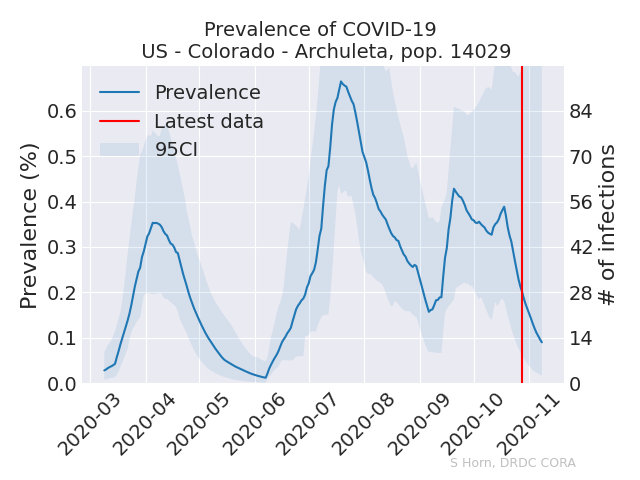 Prevalence of COVID-19
US - Colorado - Archuleta, pop. 14029
Prevalence
Latest data
95CI
Prevalence (%)
0.6
0.5
0.4
0.3
0.2
0.1
0.0
84
70
56
42
28
14
0
# of infections
2020-03
2020-04
2020-05
2020-06
2020-07
2020-08
2020-09
2020-10
2020-11
S Horn, DRDC CORA